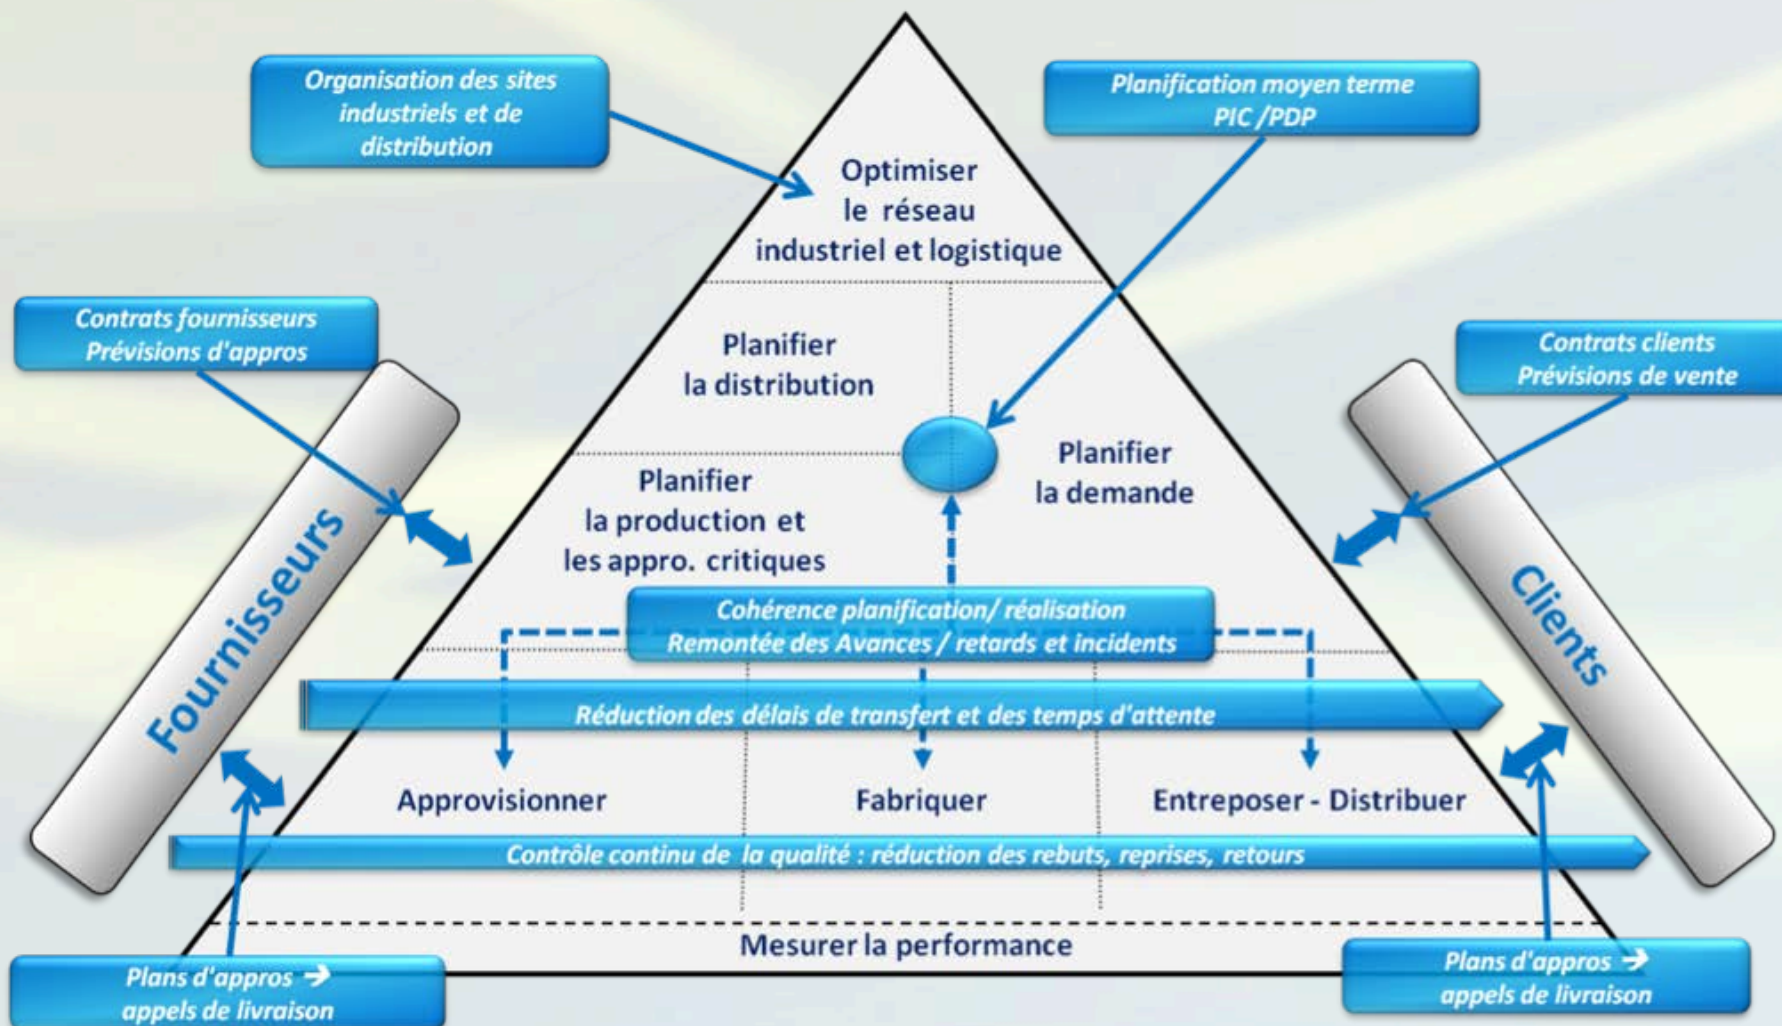 Organisation des sites
industriels et de
distribution
Planification moyen terme
PIC /PDP
Optimiser
le réseau
industriel et logistique
Contrats fournisseurs
Prévisions d'appros
Planifier
la distribution
Contrats clients
Prévisions de vente
Planifier
la demande
Planifier
la production et
les appro. critiques
Fournisseurs
Clients
Cohérence planification/ réalisation
Remontée des Avances / retards et incidents
Réduction des délais de transfert et des temps d'attente
Approvisionner
Fabriquer
Entreposer - Distribuer
Contrôle continu de la qualité : réduction des rebuts, reprises, retours
Mesurer la performance
Plans d'appros ➔
appels de livraison
Plans d'appros ➔
appels de livraison